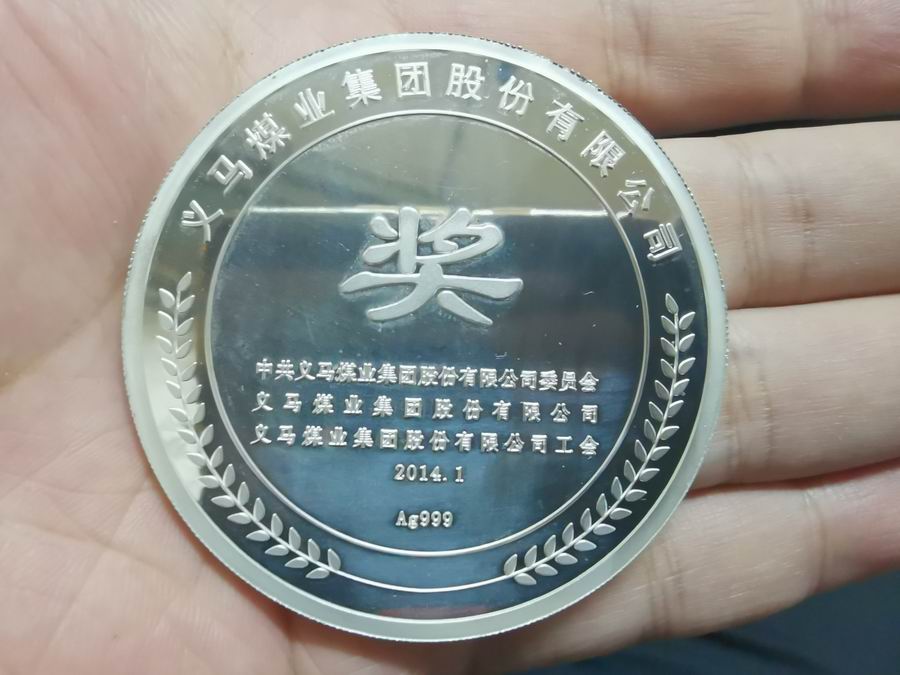 义马煤业集团股份有限公司
奖
中共义马煤业集团股份有限公司委员会
义马煤业集团股份有限公司
义马煤业集团股份有限公司工会
2014.1
Ag999